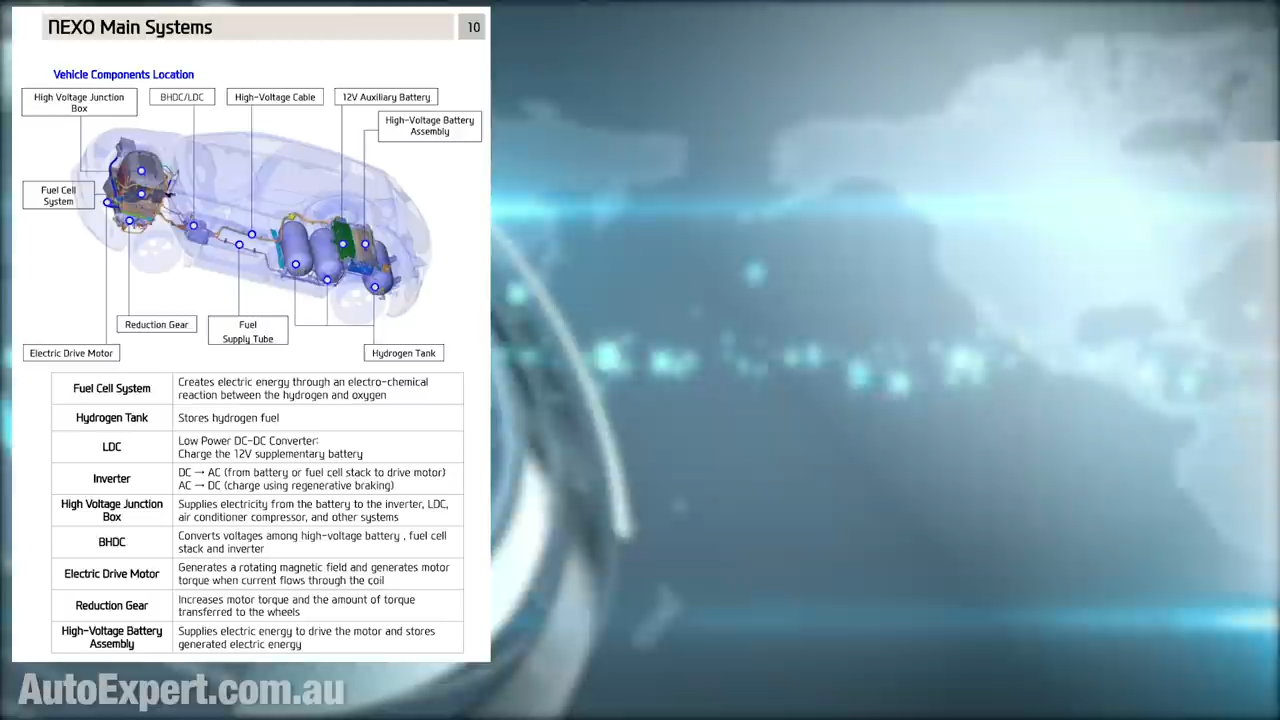 NEXO Main Systems
10
Vehicle Components Location
High Voltage Junction
Box
BHDC/LDC
High-Voltage Cable
12V Auxiliary Battery
High-Voltage Battery
Assembly
Fuel Cell
System
Reduction Gear
Fuel
Supply Tube
Electric Drive Motor
Hydrogen Tank
Fuel Cell System
Creates electric energy through an electro-chemical
reaction between the hydrogen and oxygen
Hydrogen Tank
Stores hydrogen fuel
LDC
Low Power DC-DC Converter:
Charge the 12V supplementary battery
Inverter
DC → AC (from battery or fuel cell stack to drive motor)
AC → DC (charge using regenerative braking)
High Voltage Junction
Box
Supplies electricity from the battery to the inverter, LDC,
air conditioner compressor, and other systems
BHDC
Converts voltages among high-voltage battery , fuel cell
stack and inverter
Electric Drive Motor
Generates a rotating magnetic field and generates motor
torque when current flows through the coil
Reduction Gear
Increases motor torque and the amount of torque
transferred to the wheels
High-Voltage Battery
Assembly
Supplies electric energy to drive the motor and stores
generated electric energy
AutoExpert.com.au